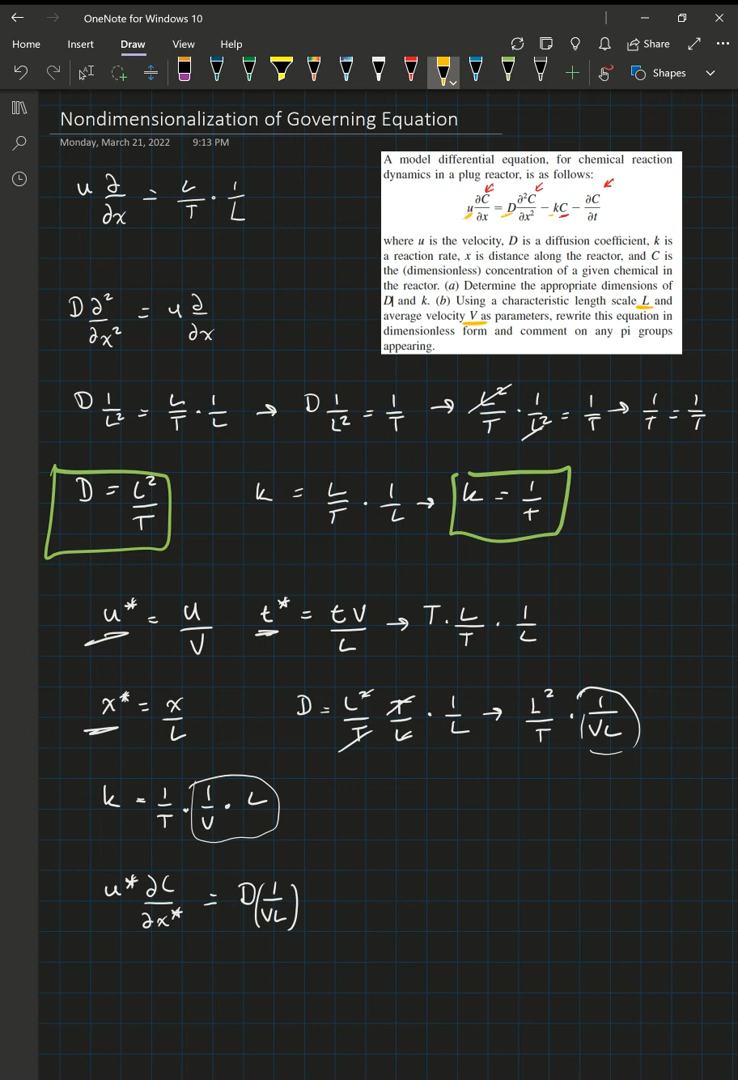 OneNote for Windows 10
Home Insert Draw View Help Share
Shapes
Nondimensionalization of Governing Equation
Monday, March 21, 2022 9:13 PM
A model differential equation, for chemical reaction
dynamics in a plug reactor, is as follows:
u ∂C/∂x = D ∂²C/∂x² − kC − ∂C/∂t
where u is the velocity, D is a diffusion coefficient, k is
a reaction rate, x is distance along the reactor, and C is
the (dimensionless) concentration of a given chemical in
the reactor. (a) Determine the appropriate dimensions of
D and k. (b) Using a characteristic length scale L and
average velocity V as parameters, rewrite this equation in
dimensionless form and comment on any pi groups
appearing.
u ∂/∂x = L/T · 1/L
D ∂²/∂x² = u ∂/∂x
D 1/L² = L/T · 1/L → D 1/L² = 1/T → L²/T · 1/L² = 1/T → 1/T = 1/T
D = L²/T k = L/T · 1/L → k = 1/T
u* = u/V t* = tV/L → T · L/T · 1/L
x* = x/L D = L²/T T/L · 1/L → L²/T · 1/VL
k = 1/T · 1/V · L
u* ∂C/∂x* = D(1/VL)